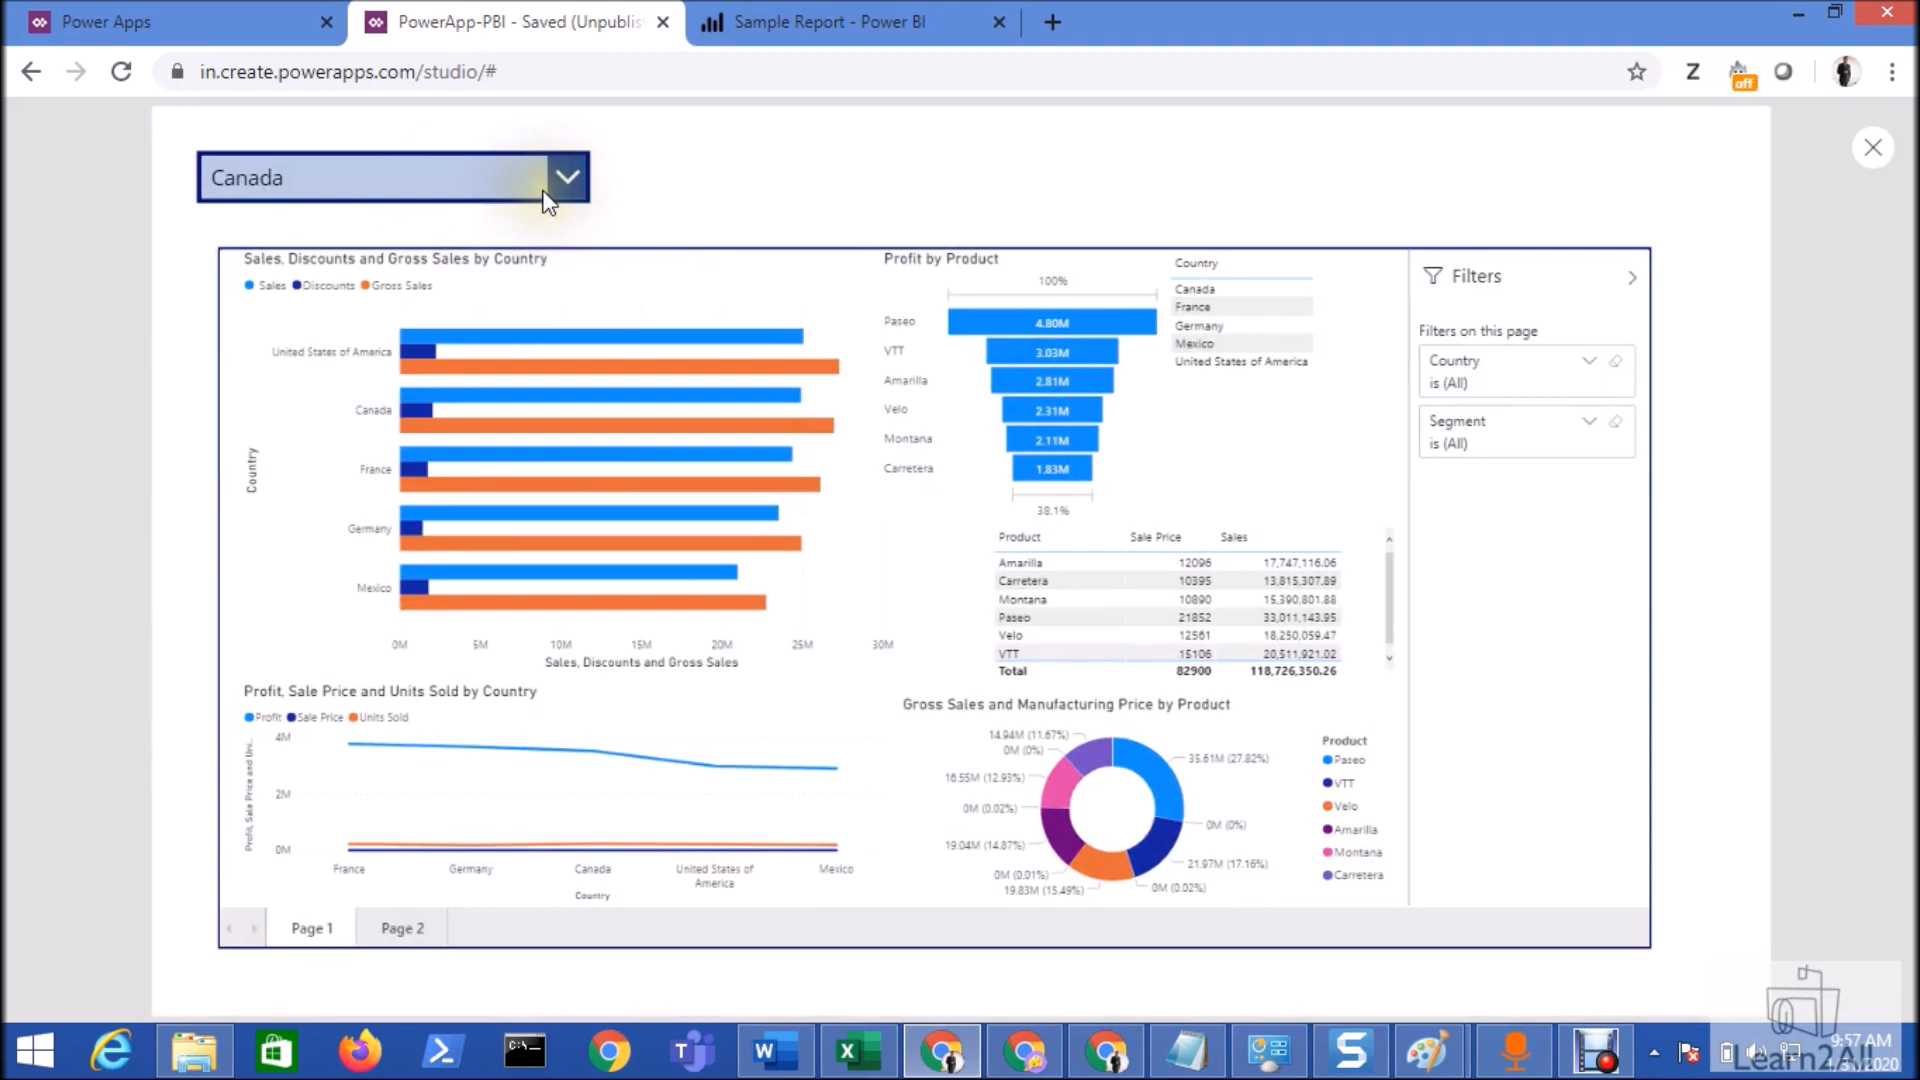 Power Apps
PowerApp-PBI - Saved (Unpublis
Sample Report - Power BI
in.create.powerapps.com/studio/#
Z
off
Canada
Sales, Discounts and Gross Sales by Country
Sales Discounts Gross Sales
Country
United States of America
Canada
France
Germany
Mexico
0M 5M 10M 15M 20M 25M 30M
Sales, Discounts and Gross Sales
Profit by Product
100%
Paseo 4.80M
VTT 3.03M
Amarilla 2.81M
Velo 2.31M
Montana 2.11M
Carretera 1.83M
38.1%
Country
Canada
France
Germany
Mexico
United States of America
Product Sale Price Sales
Amarilla 12096 17,747,116.06
Carretera 10395 13,815,307.89
Montana 10890 15,390,801.88
Paseo 21852 33,011,143.95
Velo 12561 18,250,059.47
VTT 15106 20,511,921.02
Total 82900 118,726,350.26
Filters
Filters on this page
Country
is (All)
Segment
is (All)
Profit, Sale Price and Units Sold by Country
Profit Sale Price Units Sold
Profit, Sale Price and Uni...
4M
2M
0M
France Germany Canada United States of Mexico
America
Country
Gross Sales and Manufacturing Price by Product
14.94M (11.67%)
0M (0%)
16.55M (12.93%)
0M (0.02%)
19.04M (14.87%)
0M (0.01%)
19.83M (15.49%)
35.61M (27.82%)
0M (0%)
21.97M (17.16%)
0M (0.02%)
Product
Paseo
VTT
Velo
Amarilla
Montana
Carretera
Page 1 Page 2
9:57 AM
Learn2All